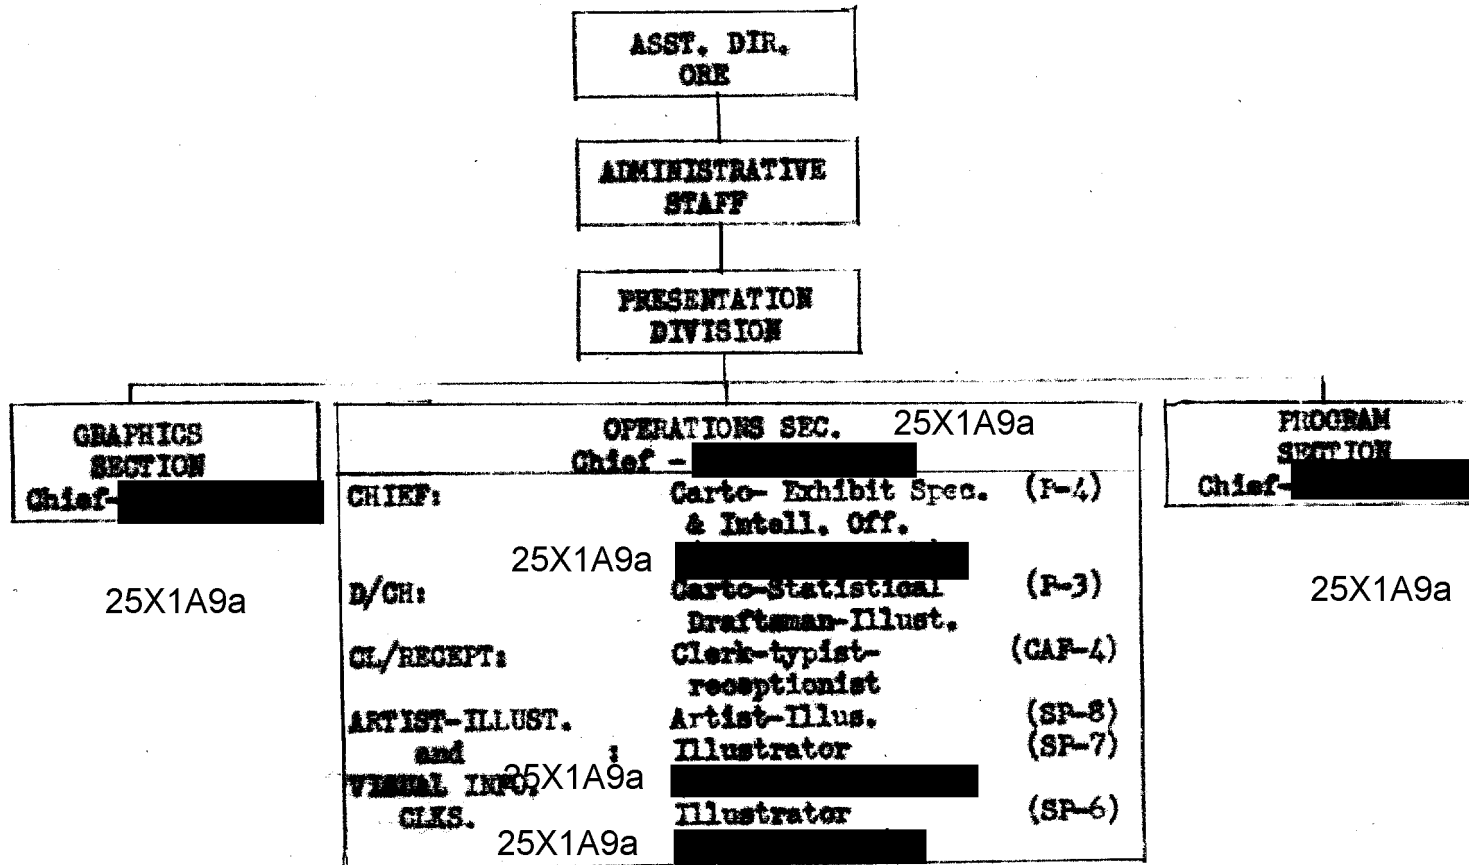 ASST. DIR.
ORE
ADMINISTRATIVE
STAFF
PRESENTATION
DIVISION
GRAPHICS
SECTION
Chief-
25X1A9a
OPERATIONS SEC. 25X1A9a
Chief -
CHIEF: Carto- Exhibit Spec. (P-4)
& Intell. Off.
25X1A9a
D/CH: Carto-Statistical (P-3)
Draftsman-Illust.
CL/RECEPT: Clerk-typist- (CAF-4)
receptionist
ARTIST-ILLUST. Artist-Illus. (SP-8)
and : Illustrator (SP-7)
VISUAL INFO. 25X1A9a
CLKS. Illustrator (SP-6)
25X1A9a
PROGRAM
SECTION
Chief-
25X1A9a